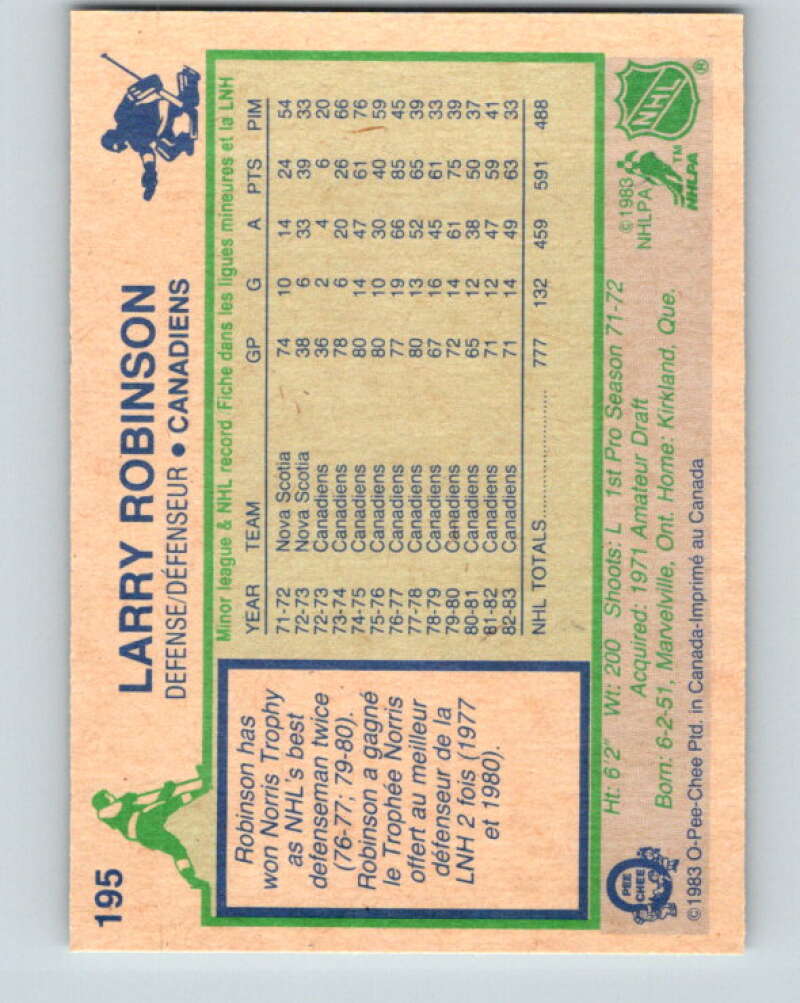 195
LARRY ROBINSON
DEFENSE/DÉFENSEUR • CANADIENS
Robinson has
won Norris Trophy
as NHL's best
defenseman twice
(76-77; 79-80).
Robinson a gagné
le Trophée Norris
offert au meilleur
défenseur de la
LNH 2 fois (1977
et 1980).
Minor league & NHL record Fiche dans les ligues mineures et la LNH
YEAR TEAM GP G A PTS PIM
71-72 Nova Scotia 74 10 14 24 54
72-73 Nova Scotia 38 6 33 39 33
72-73 Canadiens 36 2 4 6 20
73-74 Canadiens 78 6 20 26 66
74-75 Canadiens 80 14 47 61 76
75-76 Canadiens 80 10 30 40 59
76-77 Canadiens 77 19 66 85 45
77-78 Canadiens 80 13 52 65 39
78-79 Canadiens 67 16 45 61 33
79-80 Canadiens 72 14 61 75 39
80-81 Canadiens 65 12 38 50 37
81-82 Canadiens 71 12 47 59 41
82-83 Canadiens 71 14 49 63 33
NHL TOTALS................... 777 132 459 591 488
Ht: 6'2" Wt: 200 Shoots: L 1st Pro Season 71-72
Acquired: 1971 Amateur Draft
Born: 6-2-51, Marvelville, Ont. Home: Kirkland, Que.
©1983 O-Pee-Chee Ptd. in Canada-Imprimé au Canada
O
PEE
CHEE
©1983
NHLPA
TM
NHLPA
NHL
®